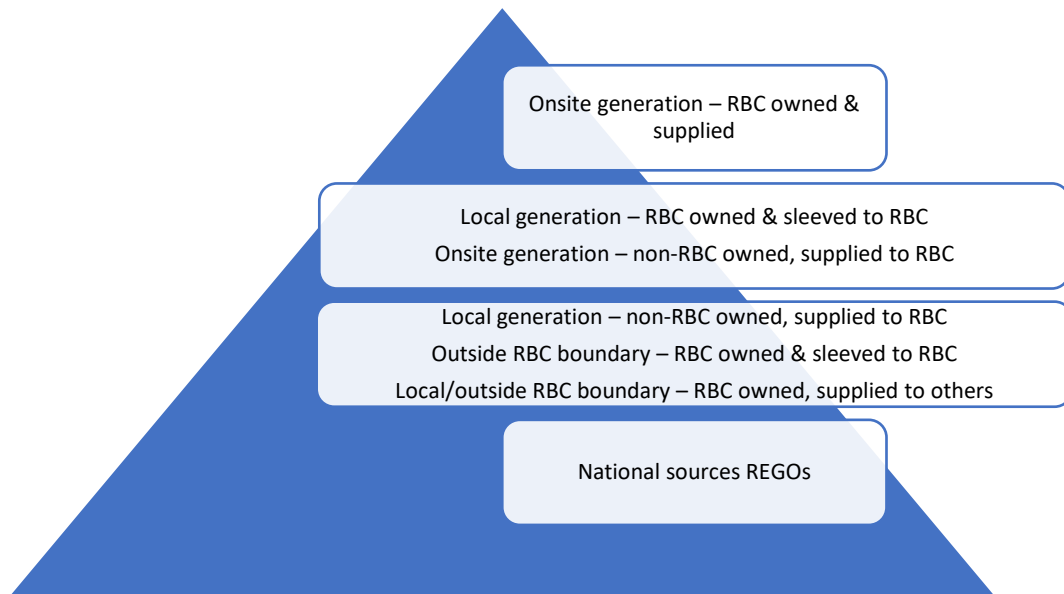 Onsite generation – RBC owned &
supplied
Local generation – RBC owned & sleeved to RBC
Onsite generation – non-RBC owned, supplied to RBC
Local generation – non-RBC owned, supplied to RBC
Outside RBC boundary – RBC owned & sleeved to RBC
Local/outside RBC boundary – RBC owned, supplied to others
National sources REGOs